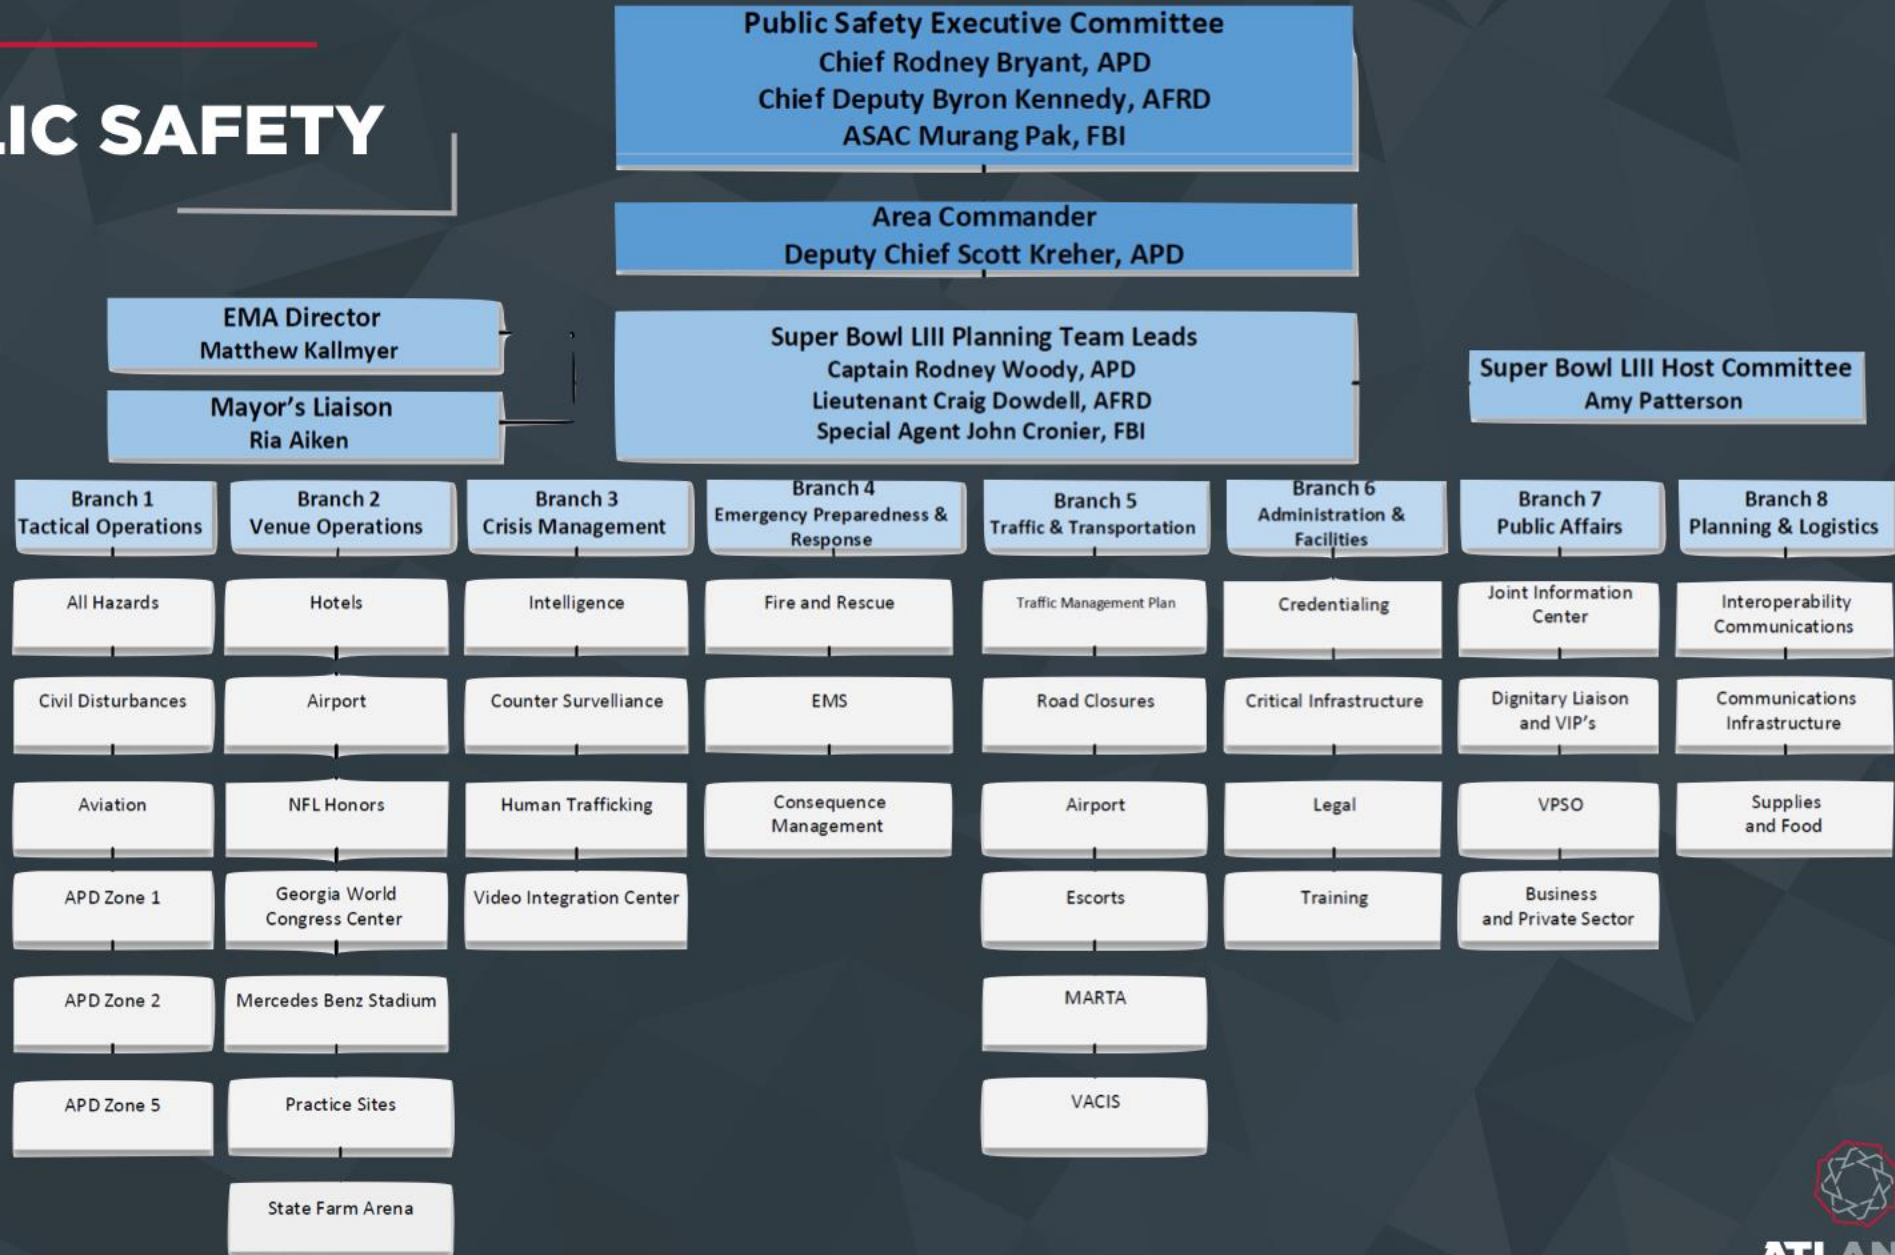 LIC SAFETY
Public Safety Executive Committee
Chief Rodney Bryant, APD
Chief Deputy Byron Kennedy, AFRD
ASAC Murang Pak, FBI
Area Commander
Deputy Chief Scott Kreher, APD
EMA Director
Matthew Kallmyer
Mayor's Liaison
Ria Aiken
Super Bowl LIII Planning Team Leads
Captain Rodney Woody, APD
Lieutenant Craig Dowdell, AFRD
Special Agent John Cronier, FBI
Super Bowl LIII Host Committee
Amy Patterson
Branch 1
Tactical Operations
All Hazards
Civil Disturbances
Aviation
APD Zone 1
APD Zone 2
APD Zone 5
Branch 2
Venue Operations
Hotels
Airport
NFL Honors
Georgia World
Congress Center
Mercedes Benz Stadium
Practice Sites
State Farm Arena
Branch 3
Crisis Management
Intelligence
Counter Survelliance
Human Trafficking
Video Integration Center
Branch 4
Emergency Preparedness &
Response
Fire and Rescue
EMS
Consequence
Management
Branch 5
Traffic & Transportation
Traffic Management Plan
Road Closures
Airport
Escorts
MARTA
VACIS
Branch 6
Administration &
Facilities
Credentialing
Critical Infrastructure
Legal
Training
Branch 7
Public Affairs
Joint Information
Center
Dignitary Liaison
and VIP's
VPSO
Business
and Private Sector
Branch 8
Planning & Logistics
Interoperability
Communications
Communications
Infrastructure
Supplies
and Food